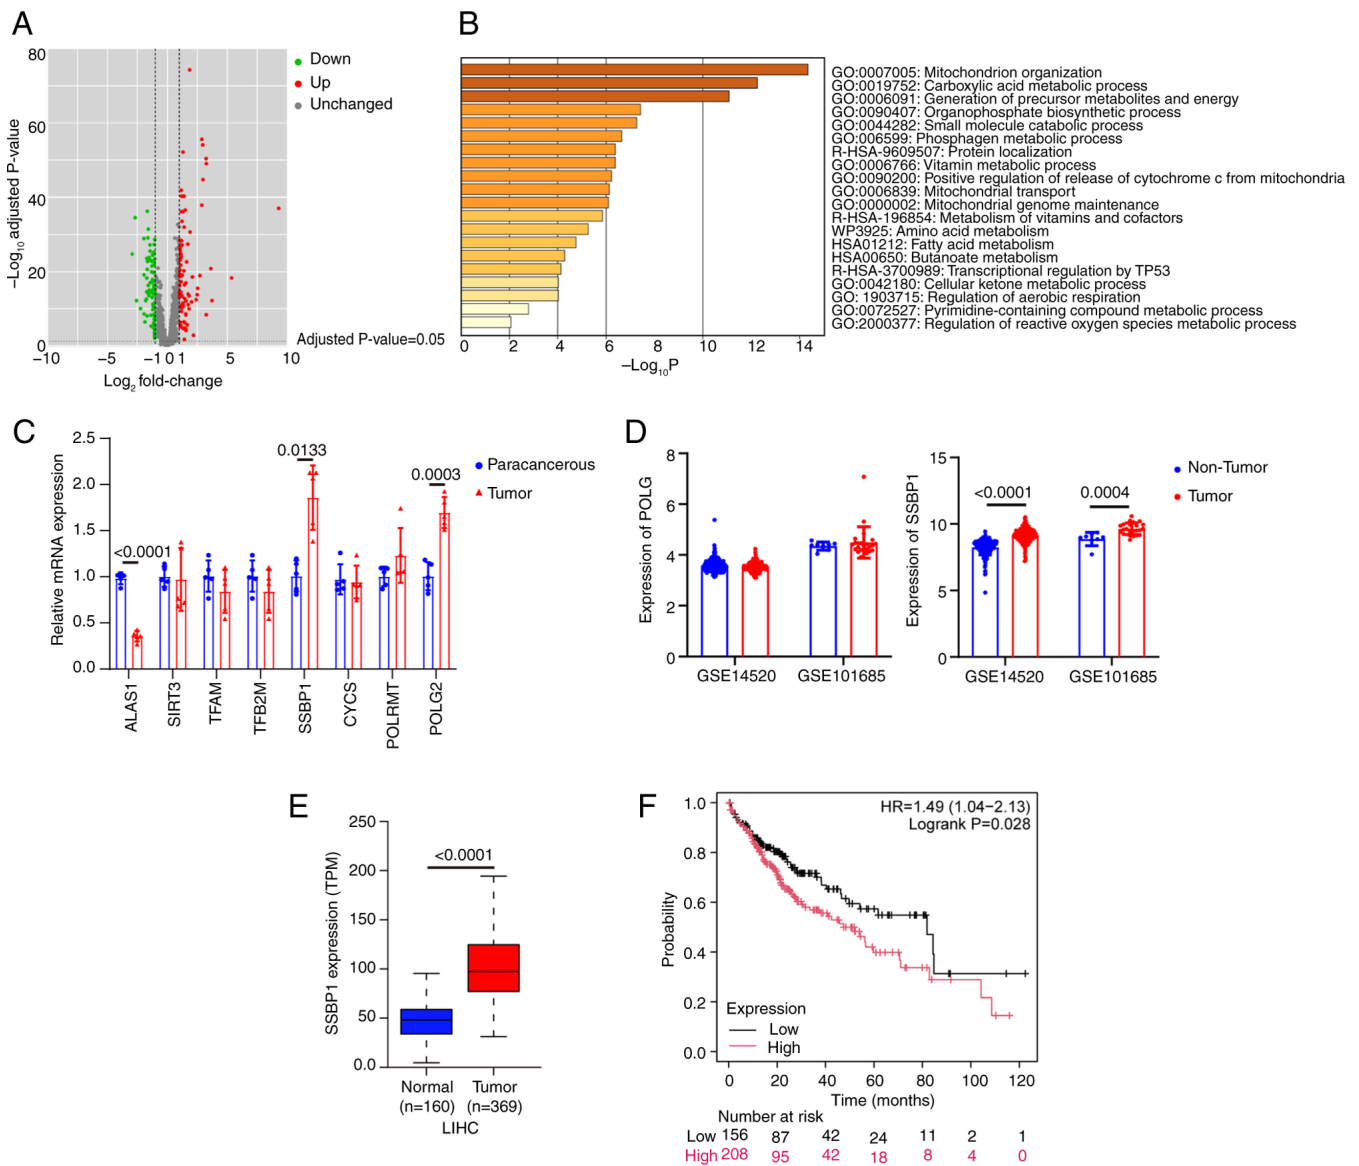 A
80
60
40
20
0
−10
−5
−1
0
1
5
10
−Log10 adjusted P-value
Log2 fold-change
Down
Up
Unchanged
Adjusted P-value=0.05
B
GO:0007005: Mitochondrion organization
GO:0019752: Carboxylic acid metabolic process
GO:0006091: Generation of precursor metabolites and energy
GO:0090407: Organophosphate biosynthetic process
GO:0044282: Small molecule catabolic process
GO:006599: Phosphagen metabolic process
R-HSA-9609507: Protein localization
GO:0006766: Vitamin metabolic process
GO:0090200: Positive regulation of release of cytochrome c from mitochondria
GO:0006839: Mitochondrial transport
GO:0000002: Mitochondrial genome maintenance
R-HSA-196854: Metabolism of vitamins and cofactors
WP3925: Amino acid metabolism
HSA01212: Fatty acid metabolism
HSA00650: Butanoate metabolism
R-HSA-3700989: Transcriptional regulation by TP53
GO:0042180: Cellular ketone metabolic process
GO: 1903715: Regulation of aerobic respiration
GO:0072527: Pyrimidine-containing compound metabolic process
GO:2000377: Regulation of reactive oxygen species metabolic process
0 2 4 6 8 10 12 14
−Log10P
C
Relative mRNA expression
2.5
2.0
1.5
1.0
0.5
0.0
<0.0001
0.0133
0.0003
Paracancerous
Tumor
ALAS1
SIRT3
TFAM
TFB2M
SSBP1
CYCS
POLRMT
POLG2
D
Expression of POLG
8
6
4
2
0
GSE14520 GSE101685
Expression of SSBP1
15
10
5
0
<0.0001
0.0004
GSE14520 GSE101685
Non-Tumor
Tumor
E
SSBP1 expression (TPM)
250
200
150
100
50
0.0
<0.0001
Normal Tumor
(n=160) (n=369)
LIHC
F
Probability
1.0
0.8
0.6
0.4
0.2
0.0
HR=1.49 (1.04−2.13)
Logrank P=0.028
Expression
Low
High
0 20 40 60 80 100 120
Time (months)
Number at risk
Low 156 87 42 24 11 2 1
High 208 95 42 18 8 4 0